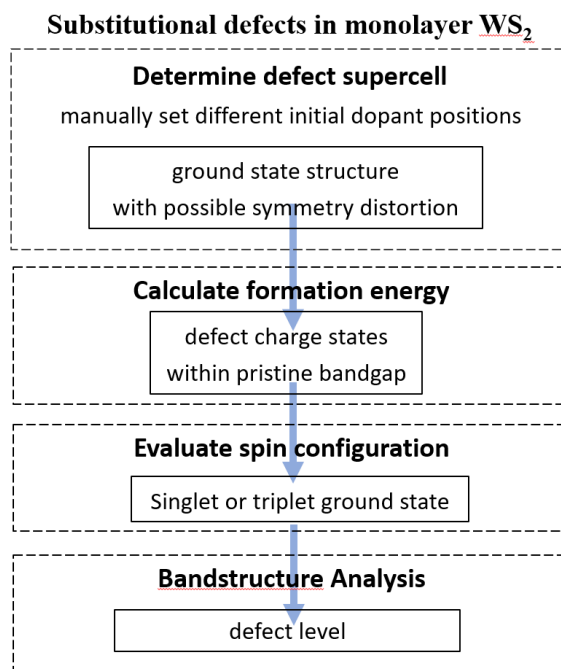 Substitutional defects in monolayer WS₂
Determine defect supercell
manually set different initial dopant positions
ground state structure
with possible symmetry distortion
Calculate formation energy
defect charge states
within pristine bandgap
Evaluate spin configuration
Singlet or triplet ground state
Bandstructure Analysis
defect level